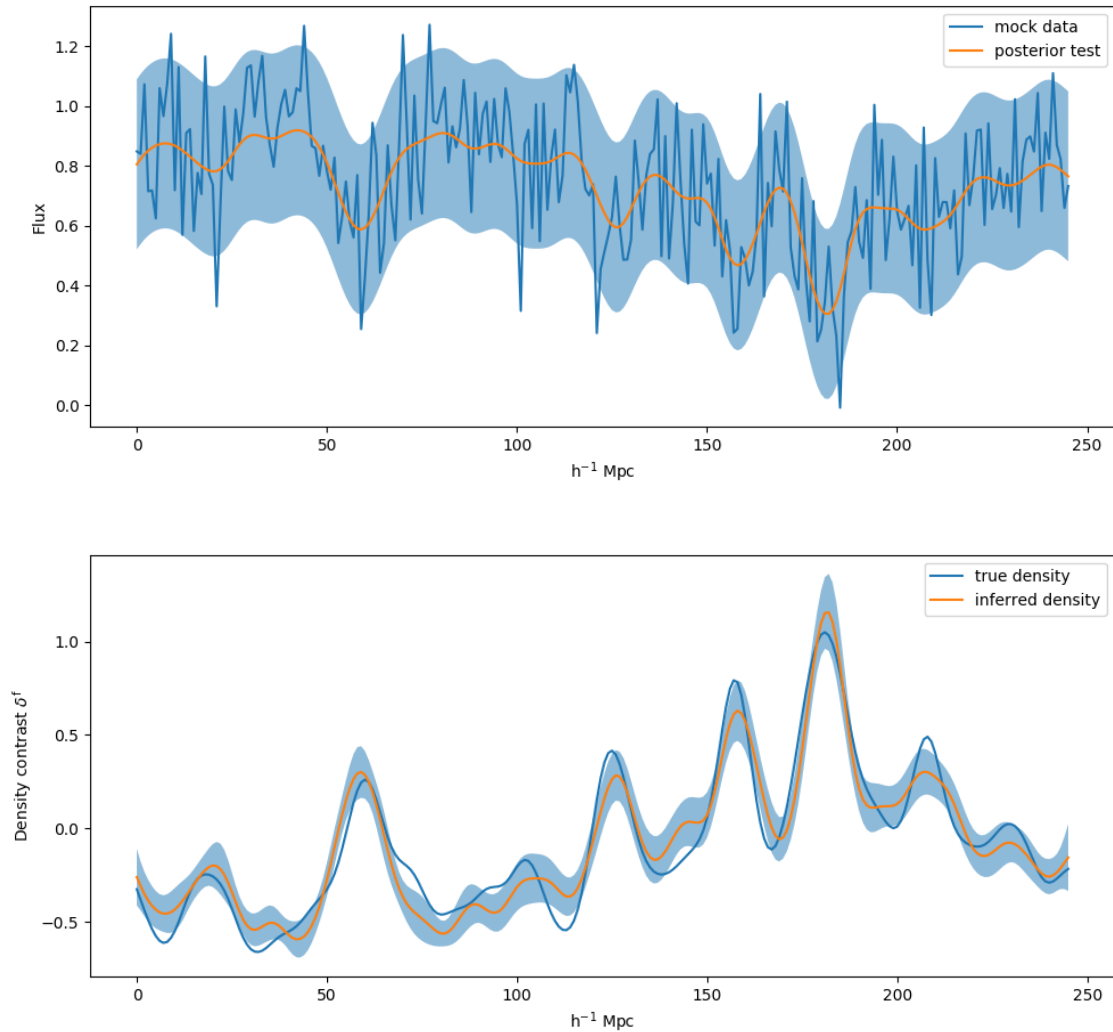 mock data
posterior test
Flux
1.2
1.0
0.8
0.6
0.4
0.2
0.0
0 50 100 150 200 250
h⁻¹ Mpc
true density
inferred density
Density contrast δᶠ
1.0
0.5
0.0
−0.5
0 50 100 150 200 250
h⁻¹ Mpc